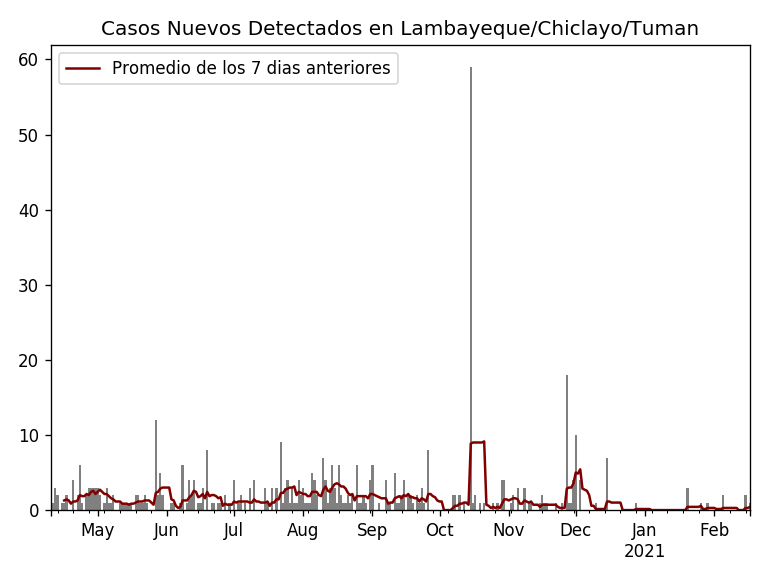 Casos Nuevos Detectados en Lambayeque/Chiclayo/Tuman
Promedio de los 7 dias anteriores
60
50
40
30
20
10
0
May Jun Jul Aug Sep Oct Nov Dec Jan Feb
2021